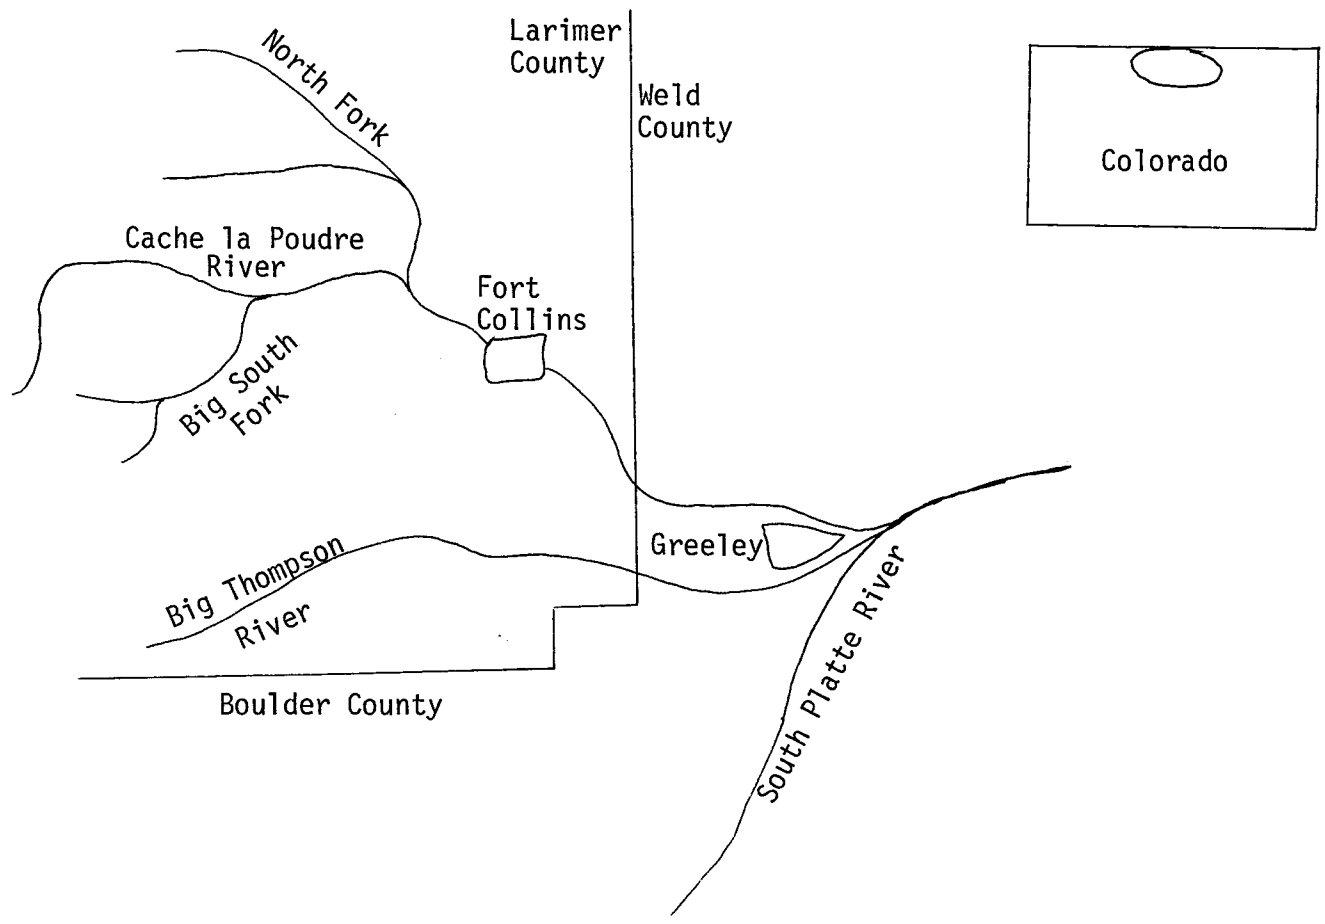 Larimer
County
Weld
County
North Fork
Colorado
Cache la Poudre
River
Fort
Collins
Big South
Fork
Greeley
Big Thompson
River
South Platte River
Boulder County